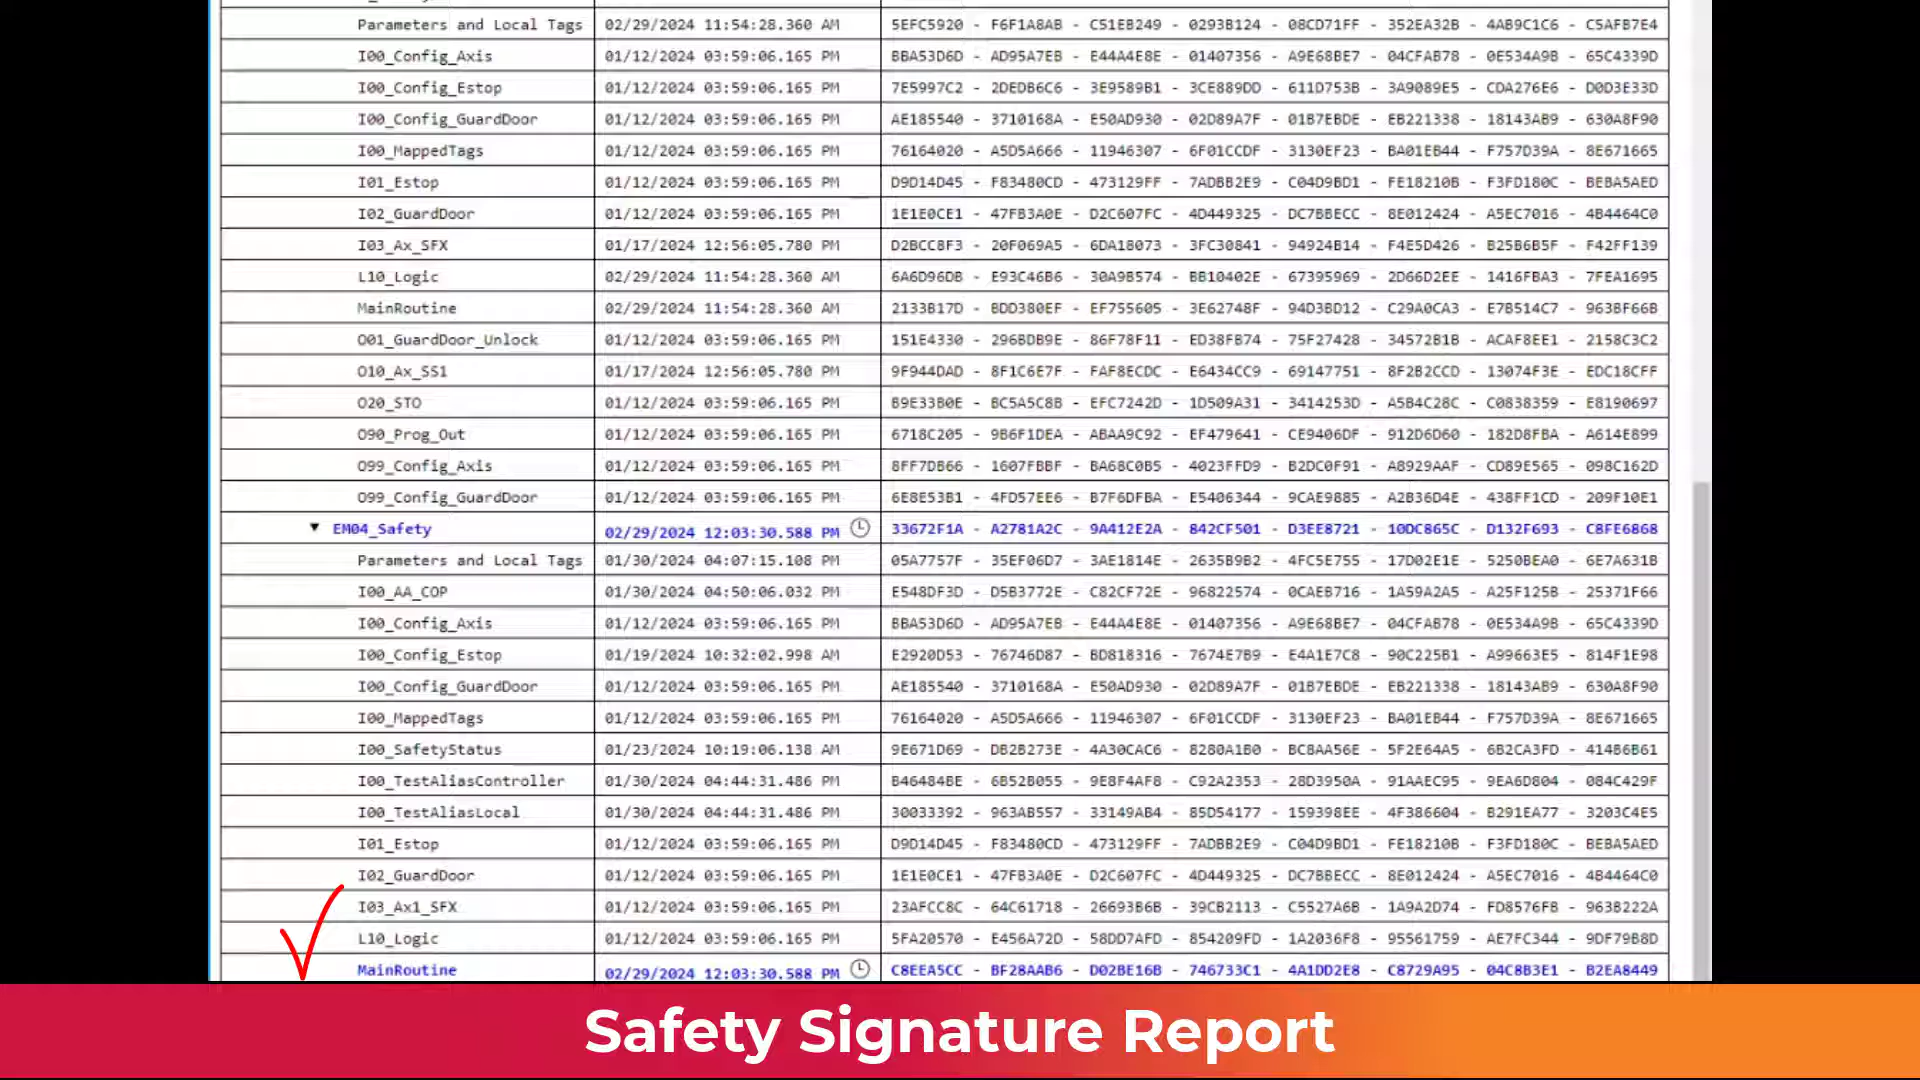 Parameters and Local Tags 02/29/2024 11:54:28.360 AM 5EFC5920 - F6F1A8AB - C51EB249 - 0293B124 - 08CD71FF - 352EA32B - 4AB9C1C6 - C5AFB7E4
I00_Config_Axis 01/12/2024 03:59:06.165 PM BBA53D6D - AD95A7EB - E44A4E8E - 01407356 - A9E68BE7 - 04CFAB78 - 0E534A9B - 65C4339D
I00_Config_Estop 01/12/2024 03:59:06.165 PM 7E5997C2 - 2DEDB6C6 - 3E9589B1 - 3CE889DD - 611D753B - 3A9089E5 - CDA276E6 - D0D3E33D
I00_Config_GuardDoor 01/12/2024 03:59:06.165 PM AE185540 - 3710168A - E50AD930 - 02D89A7F - 01B7EBDE - EB221338 - 18143AB9 - 630A8F90
I00_MappedTags 01/12/2024 03:59:06.165 PM 76164020 - A5D5A666 - 11946307 - 6F01CCDF - 3130EF23 - BA01EB44 - F757D39A - 8E671665
I01_Estop 01/12/2024 03:59:06.165 PM D9D14D45 - F83480CD - 473129FF - 7ADBB2E9 - C04D9BD1 - FE18210B - F3FD180C - BEBA5AED
I02_GuardDoor 01/12/2024 03:59:06.165 PM 1E1E0CE1 - 47FB3A0E - D2C607FC - 4D449325 - DC7BBECC - 8E012424 - A5EC7016 - 4B4464C0
I03_Ax_SFX 01/17/2024 12:56:05.780 PM D2BCC8F3 - 20F069A5 - 6DA18073 - 3FC30841 - 94924B14 - F4E5D426 - B25B6B5F - F42FF139
L10_Logic 02/29/2024 11:54:28.360 AM 6A6D96DB - E93C46B6 - 30A9B574 - BB10402E - 67395969 - 2D66D2EE - 1416FBA3 - 7FEA1695
MainRoutine 02/29/2024 11:54:28.360 AM 2133B17D - BDD380EF - EF755605 - 3E62748F - 94D3BD12 - C29A0CA3 - E7B514C7 - 963BF66B
O01_GuardDoor_Unlock 01/12/2024 03:59:06.165 PM 151E4330 - 296BDB9E - 86F78F11 - ED38FB74 - 75F27428 - 34572B1B - ACAF8EE1 - 2158C3C2
O10_Ax_SS1 01/17/2024 12:56:05.780 PM 9F944DAD - 8F1C6E7F - FAF8ECDC - E6434CC9 - 69147751 - 8F2B2CCD - 13074F3E - EDC18CFF
O20_STO 01/12/2024 03:59:06.165 PM B9E33B0E - BC5A5C8B - EFC7242D - 1D509A31 - 3414253D - A5B4C28C - C0838359 - E8190697
O90_Prog_Out 01/12/2024 03:59:06.165 PM 6718C205 - 9B6F1DEA - ABAA9C92 - EF479641 - CE9406DF - 912D6D60 - 182D8FBA - A614E899
O99_Config_Axis 01/12/2024 03:59:06.165 PM 8FF7DB66 - 1607FBBF - BA68C0B5 - 4023FFD9 - B2DC0F91 - A8929AAF - CD89E565 - 098C162D
O99_Config_GuardDoor 01/12/2024 03:59:06.165 PM 6E8E53B1 - 4FD57EE6 - B7F6DFBA - E5406344 - 9CAE9885 - A2B36D4E - 438FF1CD - 209F10E1
EM04_Safety 02/29/2024 12:03:30.588 PM 33672F1A - A2781A2C - 9A412E2A - 842CF501 - D3EE8721 - 10DC865C - D132F693 - C8FE6868
Parameters and Local Tags 01/30/2024 04:07:15.108 PM 05A7757F - 35EF06D7 - 3AE1814E - 2635B9B2 - 4FC5E755 - 17D02E1E - 5250BEA0 - 6E7A631B
I00_AA_COP 01/30/2024 04:50:06.032 PM E548DF3D - D5B3772E - C82CF72E - 96822574 - 0CAEB716 - 1A59A2A5 - A25F125B - 25371F66
I00_Config_Axis 01/12/2024 03:59:06.165 PM BBA53D6D - AD95A7EB - E44A4E8E - 01407356 - A9E68BE7 - 04CFAB78 - 0E534A9B - 65C4339D
I00_Config_Estop 01/19/2024 10:32:02.998 AM E2920D53 - 76746D87 - BD818316 - 7674E7B9 - E4A1E7C8 - 90C225B1 - A99663E5 - 814F1E98
I00_Config_GuardDoor 01/12/2024 03:59:06.165 PM AE185540 - 3710168A - E50AD930 - 02D89A7F - 01B7EBDE - EB221338 - 18143AB9 - 630A8F90
I00_MappedTags 01/12/2024 03:59:06.165 PM 76164020 - A5D5A666 - 11946307 - 6F01CCDF - 3130EF23 - BA01EB44 - F757D39A - 8E671665
I00_SafetyStatus 01/23/2024 10:19:06.138 AM 9E671D69 - DB2B273E - 4A30CAC6 - 8280A1B0 - BC8AA56E - 5F2E64A5 - 6B2CA3FD - 414B6B61
I00_TestAliasController 01/30/2024 04:44:31.486 PM B46484BE - 6B52B055 - 9E8F4AF8 - C92A2353 - 28D3950A - 91AAEC95 - 9EA6D804 - 084C429F
I00_TestAliasLocal 01/30/2024 04:44:31.486 PM 30033392 - 963AB557 - 33149AB4 - 85D54177 - 159398EE - 4F386604 - B291EA77 - 3203C4E5
I01_Estop 01/12/2024 03:59:06.165 PM D9D14D45 - F83480CD - 473129FF - 7ADBB2E9 - C04D9BD1 - FE18210B - F3FD180C - BEBA5AED
I02_GuardDoor 01/12/2024 03:59:06.165 PM 1E1E0CE1 - 47FB3A0E - D2C607FC - 4D449325 - DC7BBECC - 8E012424 - A5EC7016 - 4B4464C0
I03_Ax1_SFX 01/12/2024 03:59:06.165 PM 23AFCC8C - 64C61718 - 26693B6B - 39CB2113 - C5527A6B - 1A9A2D74 - FD8576FB - 963B222A
L10_Logic 01/12/2024 03:59:06.165 PM 5FA20570 - E456A72D - 58DD7AFD - 854209FD - 1A2036F8 - 95561759 - AE7FC344 - 9DF79B8D
MainRoutine 02/29/2024 12:03:30.588 PM C8EEA5CC - BF28AAB6 - D02BE16B - 746733C1 - 4A1DD2E8 - C8729A95 - 04C8B3E1 - B2EA8449
Safety Signature Report